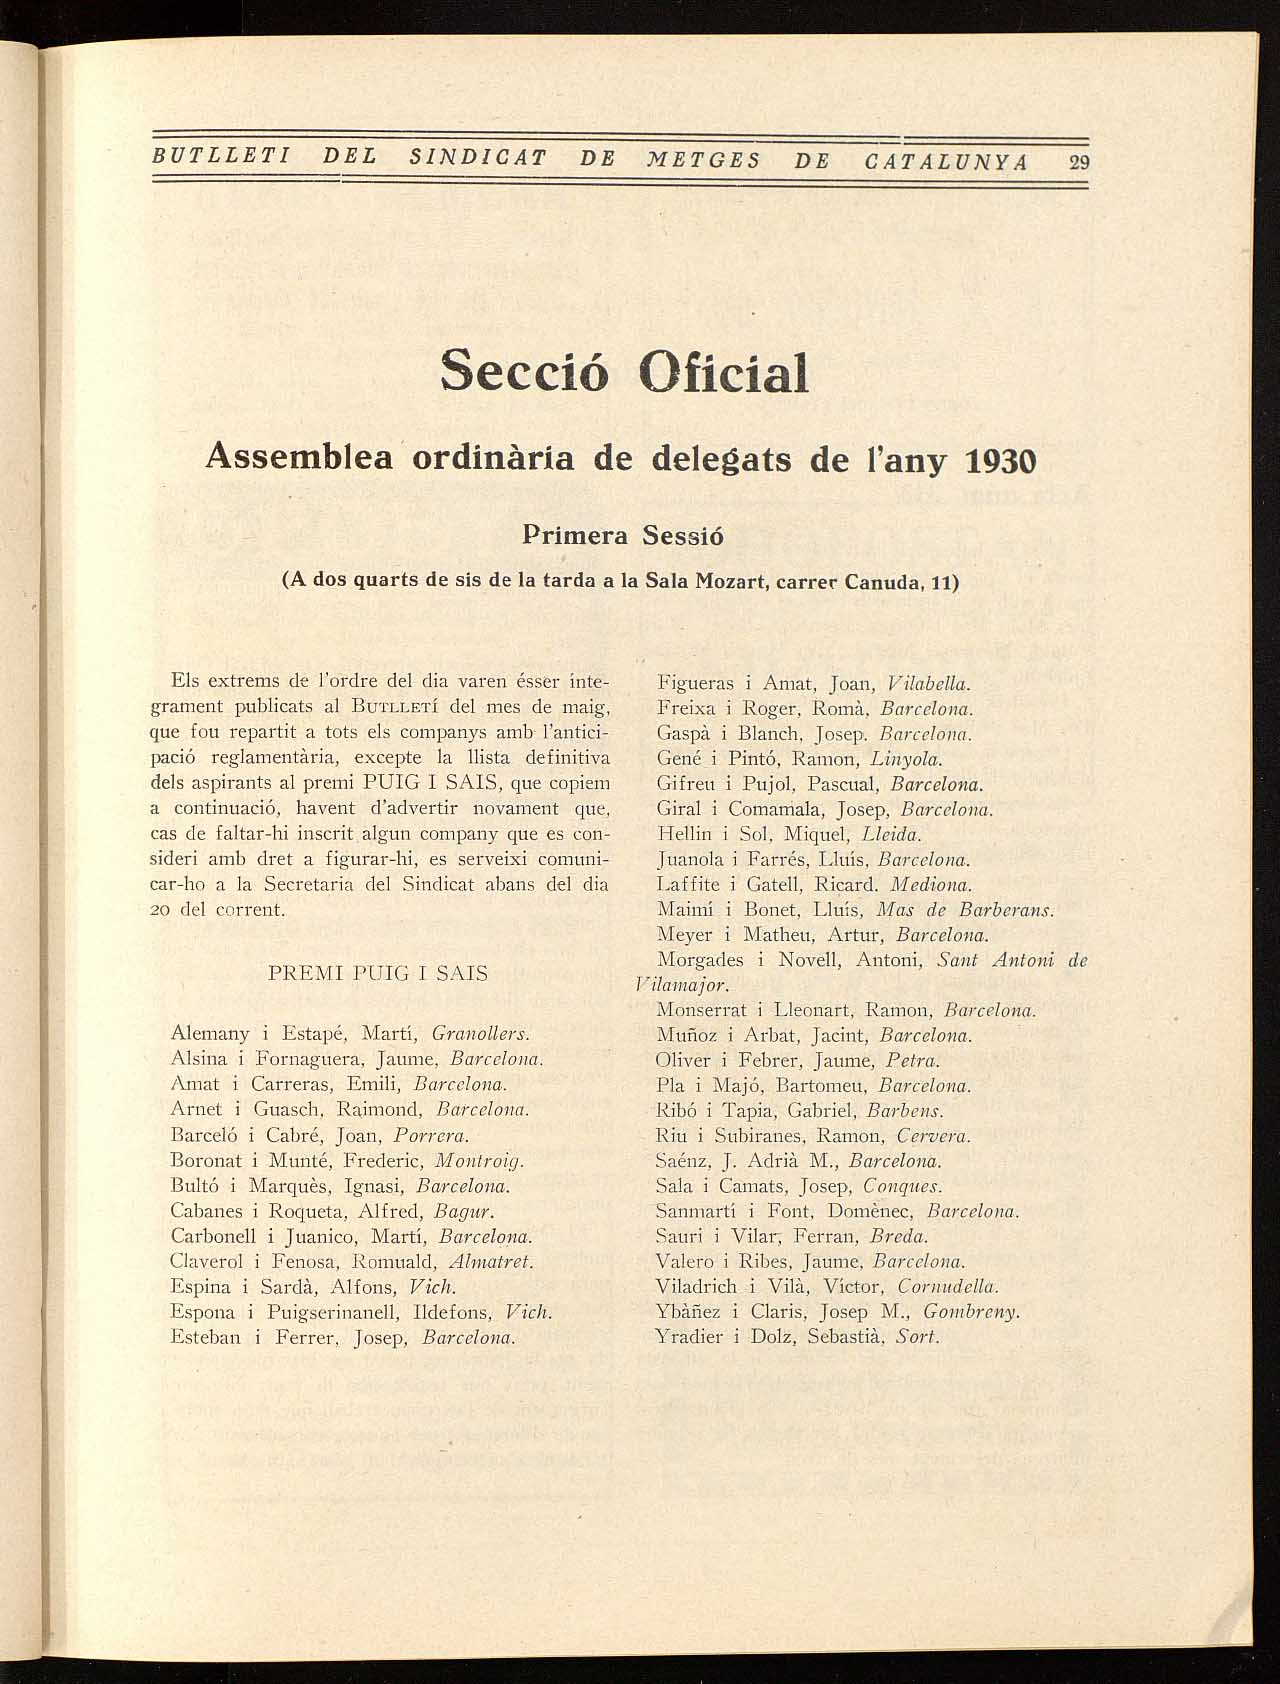 BUTLLETI DEL SINDICAT DE METGES DE CATALUNYA 29
Secció Oficial
Assemblea ordinària de delegats de l'any 1930
Primera Sessió
(A dos quarts de sis de la tarda a la Sala Mozart, carrer Canuda, 11)
Els extrems de l'ordre del dia varen ésser ínte-
grament publicats al BUTLLETÍ del mes de maig,
que fou repartit a tots els companys amb l'antici-
pació reglamentària, excepte la llista definitiva
dels aspirants al premi PUIG I SAIS, que copiem
a continuació, havent d'advertir novament que,
cas de faltar-hi inscrit algun company que es con-
sideri amb dret a figurar-hi, es serveixi comuni-
car-ho a la Secretaria del Sindicat abans del dia
20 del corrent.
PREMI PUIG I SAIS
Alemany i Estapé, Martí, Granollers.
Alsina i Fornaguera, Jaume, Barcelona.
Amat i Carreras, Emili, Barcelona.
Arnet i Guasch, Raimond, Barcelona.
Barceló i Cabré, Joan, Porrera.
Boronat i Munté, Frederic, Montroig.
Bultó i Marquès, Ignasi, Barcelona.
Cabanes i Roqueta, Alfred, Bagur.
Carbonell i Juanico, Martí, Barcelona.
Claverol i Fenosa, Romuald, Almatret.
Espina i Sardà, Alfons, Vich.
Espona i Puigserinanell, Ildefons, Vich.
Esteban i Ferrer, Josep, Barcelona.
Figueras i Amat, Joan, Vilabella.
Freixa i Roger, Romà, Barcelona.
Gaspà i Blanch, Josep. Barcelona.
Gené i Pintó, Ramon, Linyola.
Gifreu i Pujol, Pascual, Barcelona.
Giral i Comamala, Josep, Barcelona.
Hellin i Sol, Miquel, Lleida.
Juanola i Farrés, Lluís, Barcelona.
Laffite i Gatell, Ricard. Mediona.
Maimí i Bonet, Lluís, Mas de Barberans.
Meyer i Matheu, Artur, Barcelona.
Morgades i Novell, Antoni, Sant Antoni de
Vilamajor.
Monserrat i Lleonart, Ramon, Barcelona.
Muñoz i Arbat, Jacint, Barcelona.
Oliver i Febrer, Jaume, Petra.
Pla i Majó, Bartomeu, Barcelona.
Ribó i Tapia, Gabriel, Barbens.
Riu i Subiranes, Ramon, Cervera.
Saénz, J. Adrià M., Barcelona.
Sala i Camats, Josep, Conques.
Sanmartí i Font, Domènec, Barcelona.
Sauri i Vilar, Ferran, Breda.
Valero i Ribes, Jaume, Barcelona.
Viladrich i Vilà, Víctor, Cornudella.
Ybàñez i Claris, Josep M., Gombreny.
Yradier i Dolz, Sebastià, Sort.